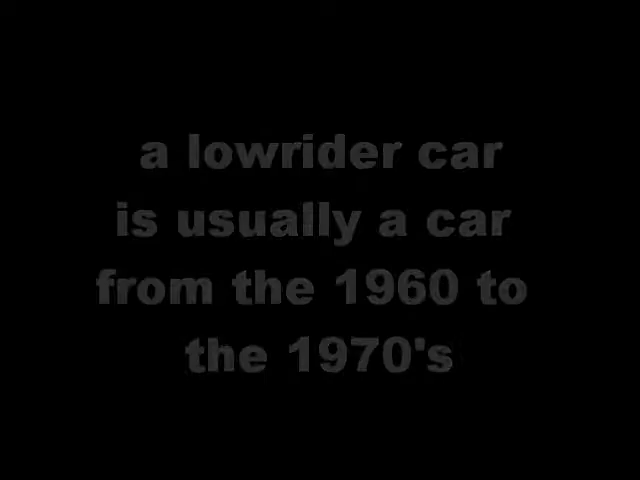 a lowrider car
is usually a car
from the 1960 to
the 1970's